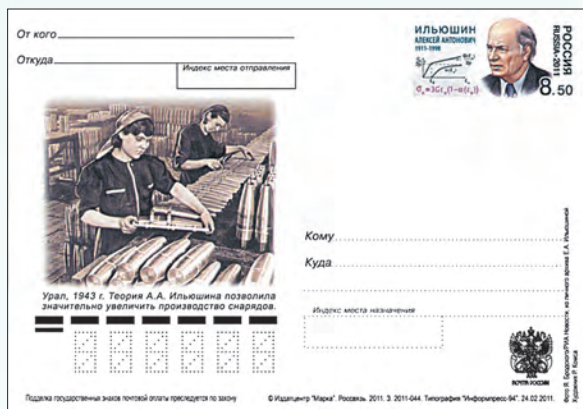 От кого
Откуда
Индекс места отправления
ИЛЬЮШИН
АЛЕКСЕЙ АНТОНОВИЧ
1911-1998
РОССИЯ
RUSSIA·2011
8.50
Урал, 1943 г. Теория А.А. Ильюшина позволила
значительно увеличить производство снарядов.
Кому
Куда
Индекс места назначения
ПОЧТА РОССИИ
Подделка государственных знаков почтовой оплаты преследуется по закону
© Издатцентр "Марка". Россвязь. 2011. З. 2011-044. Типография "Информпресс-94". 24.02 2011.